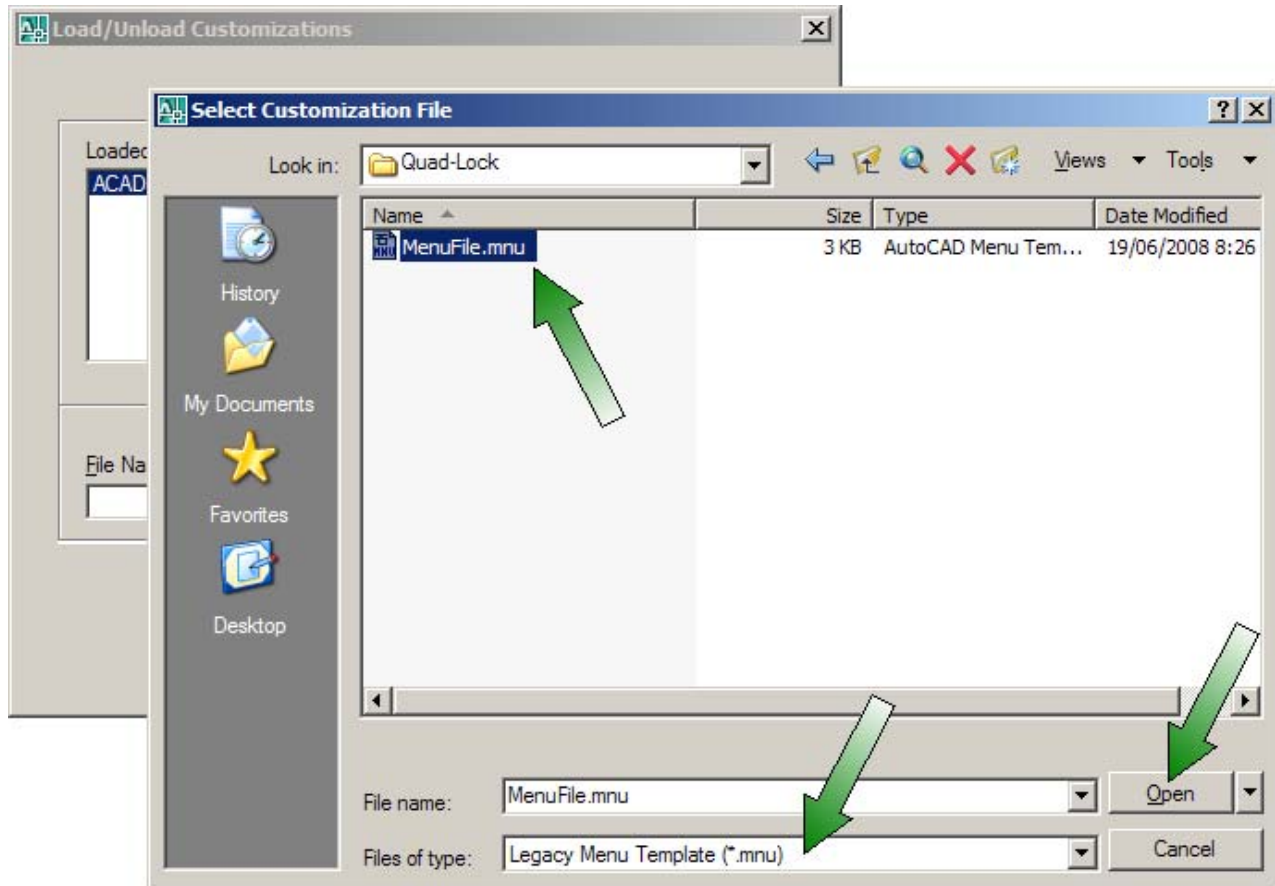 Load/Unload Customizations
Select Customization File
Loaded
ACAD
Look in:
Quad-Lock
Views
Tools
Name
Size
Type
Date Modified
MenuFile.mnu
3 KB
AutoCAD Menu Tem...
19/06/2008 8:26
History
My Documents
Favorites
Desktop
File Na
File name:
MenuFile.mnu
Open
Files of type:
Legacy Menu Template (*.mnu)
Cancel